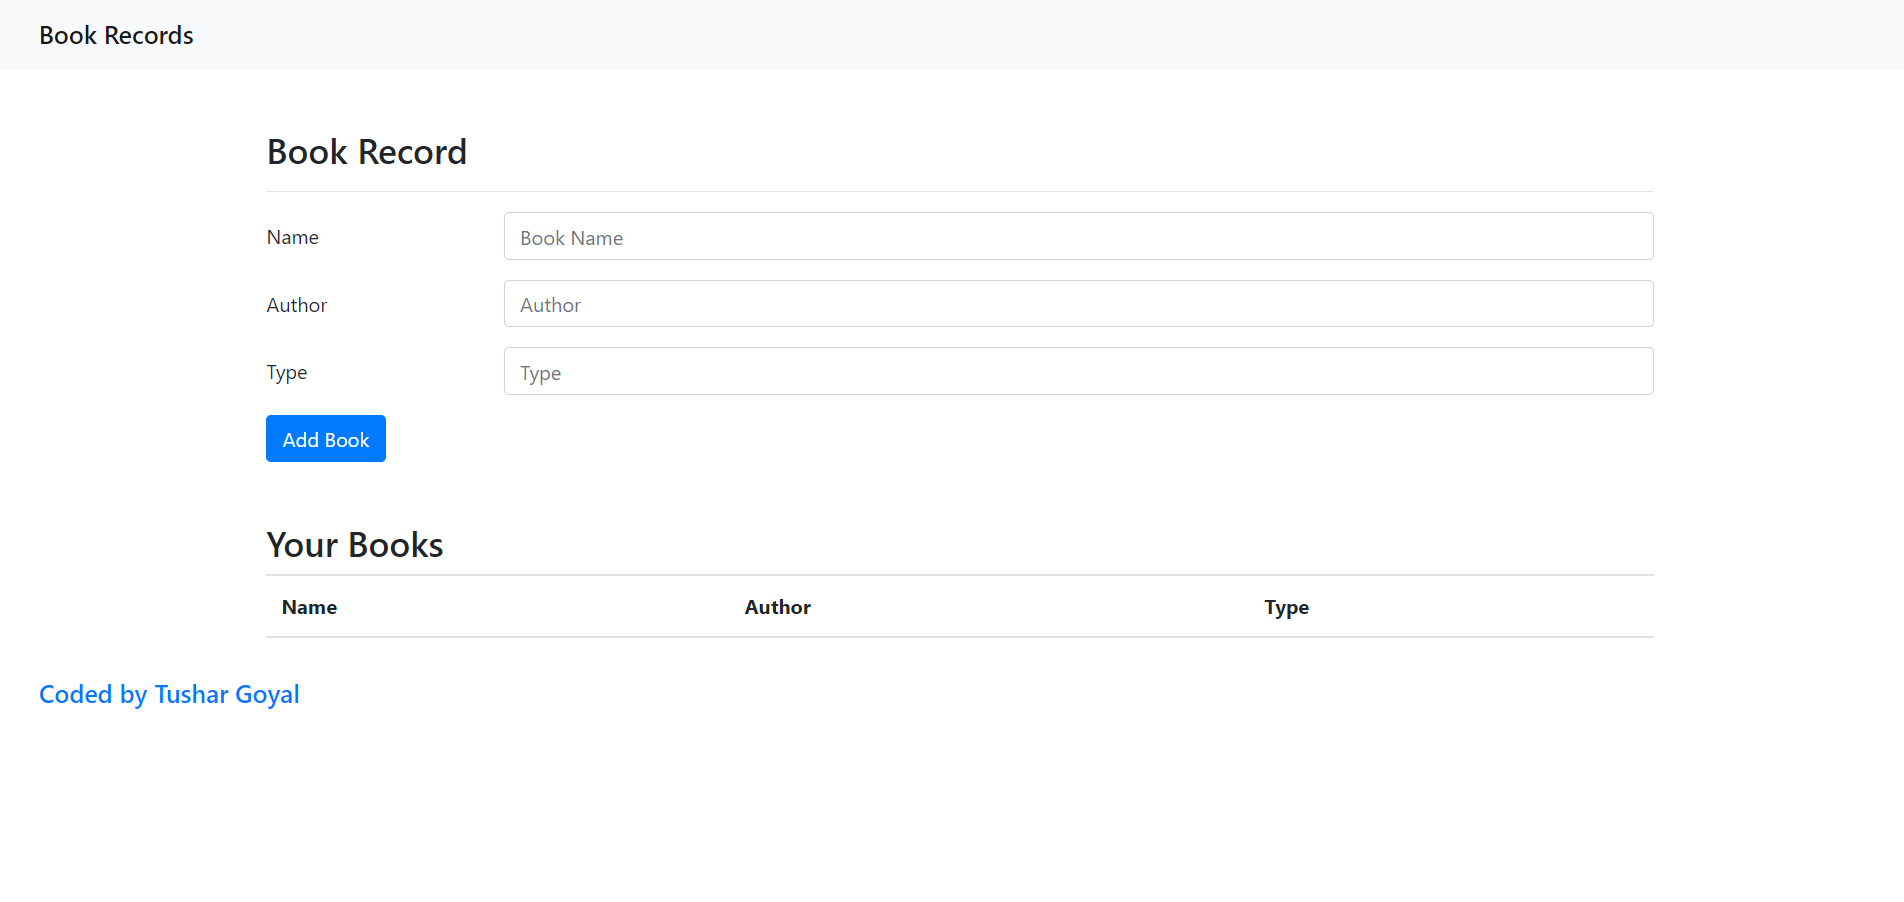 Book Records
Book Record
Name Book Name
Author Author
Type Type
Add Book
Your Books
Name Author Type
Coded by Tushar Goyal